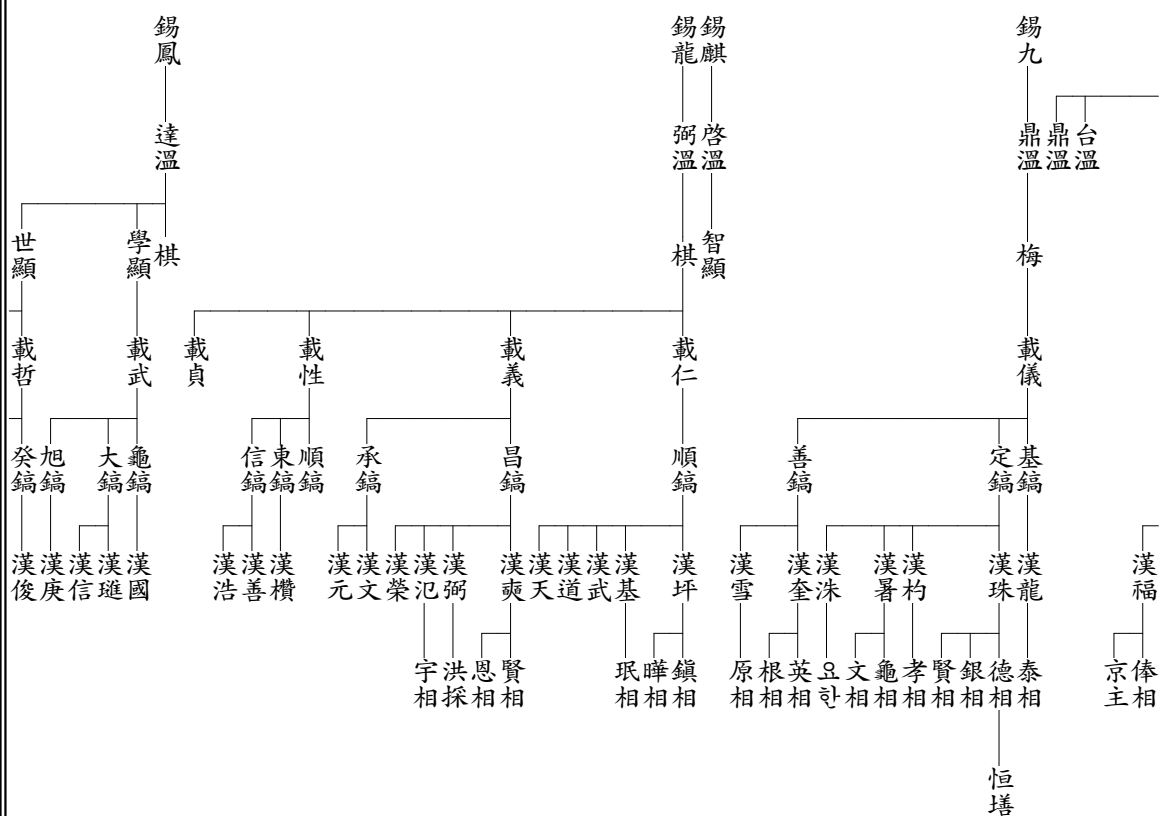 錫九
錫麒
錫龍
錫鳳
台溫
鼎溫
鼎溫
啓溫
弼溫
達溫
梅
智顯
棋
棋
學顯
世顯
載儀
載仁
載義
載性
載貞
載武
載哲
基鎬
定鎬
善鎬
順鎬
昌鎬
承鎬
順鎬
東鎬
信鎬
龜鎬
大鎬
旭鎬
癸鎬
漢福
漢龍
漢珠
漢杓
漢暑
漢洙
漢奎
漢雪
漢坪
漢基
漢武
漢道
漢天
漢奭
漢弼
漢氾
漢榮
漢文
漢元
漢欑
漢善
漢浩
漢國
漢璡
漢信
漢庚
漢俊
俸相
京主
泰相
德相
銀相
賢相
孝相
龜相
文相
요한
英相
根相
原相
鎭相
曄相
珉相
賢相
恩相
洪採
宇相
恒墡